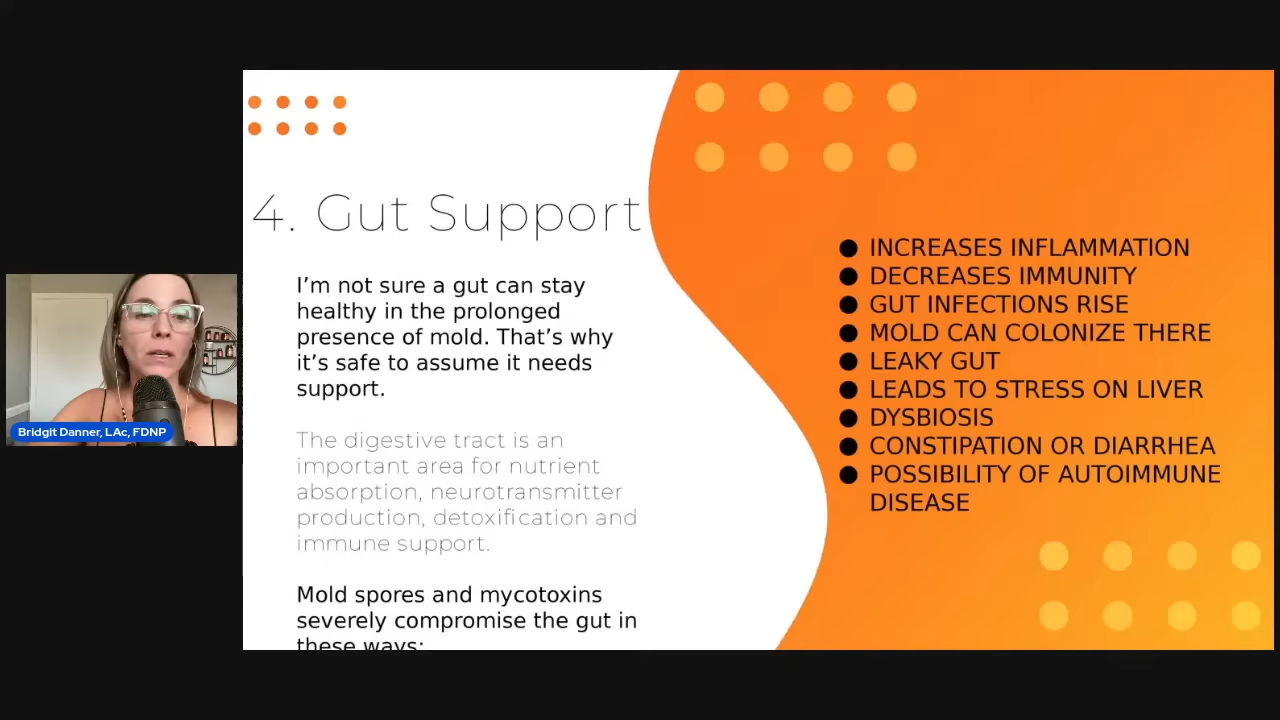 4. Gut Support
I'm not sure a gut can stay
healthy in the prolonged
presence of mold. That's why
it's safe to assume it needs
support.
The digestive tract is an
important area for nutrient
absorption, neurotransmitter
production, detoxification and
immune support.
Mold spores and mycotoxins
severely compromise the gut in
these ways:
● INCREASES INFLAMMATION
● DECREASES IMMUNITY
● GUT INFECTIONS RISE
● MOLD CAN COLONIZE THERE
● LEAKY GUT
● LEADS TO STRESS ON LIVER
● DYSBIOSIS
● CONSTIPATION OR DIARRHEA
● POSSIBILITY OF AUTOIMMUNE
DISEASE
Bridgit Danner, LAc, FDNP